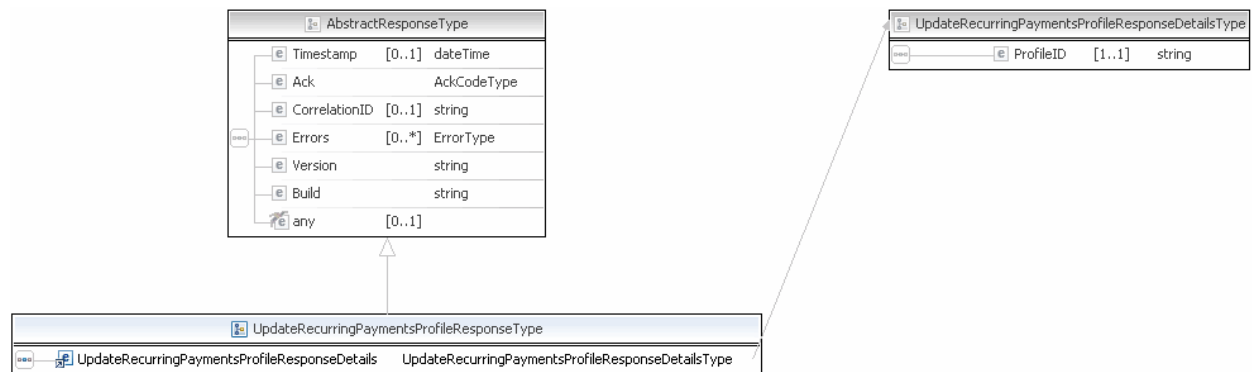 AbstractResponseType
e Timestamp [0..1] dateTime
e Ack AckCodeType
e CorrelationID [0..1] string
e Errors [0..*] ErrorType
e Version string
e Build string
e any [0..1]
UpdateRecurringPaymentsProfileResponseDetailsType
e ProfileID [1..1] string
UpdateRecurringPaymentsProfileResponseType
e UpdateRecurringPaymentsProfileResponseDetails UpdateRecurringPaymentsProfileResponseDetailsType